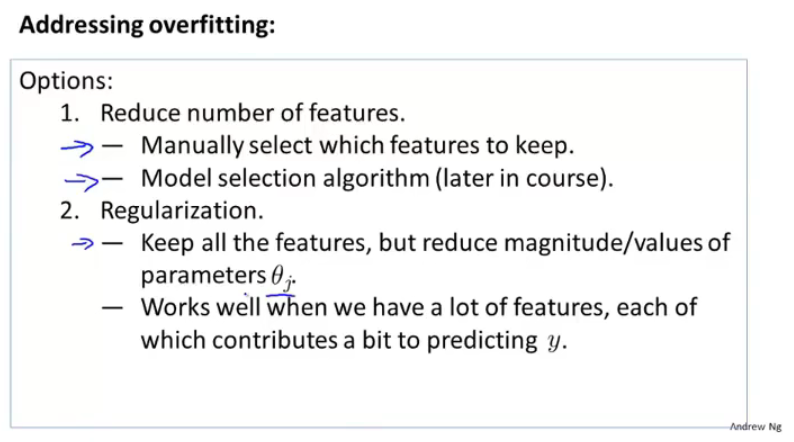 Addressing overfitting:
Options:
1. Reduce number of features.
— Manually select which features to keep.
— Model selection algorithm (later in course).
2. Regularization.
— Keep all the features, but reduce magnitude/values of
parameters θⱼ.
— Works well when we have a lot of features, each of
which contributes a bit to predicting y.
Andrew Ng